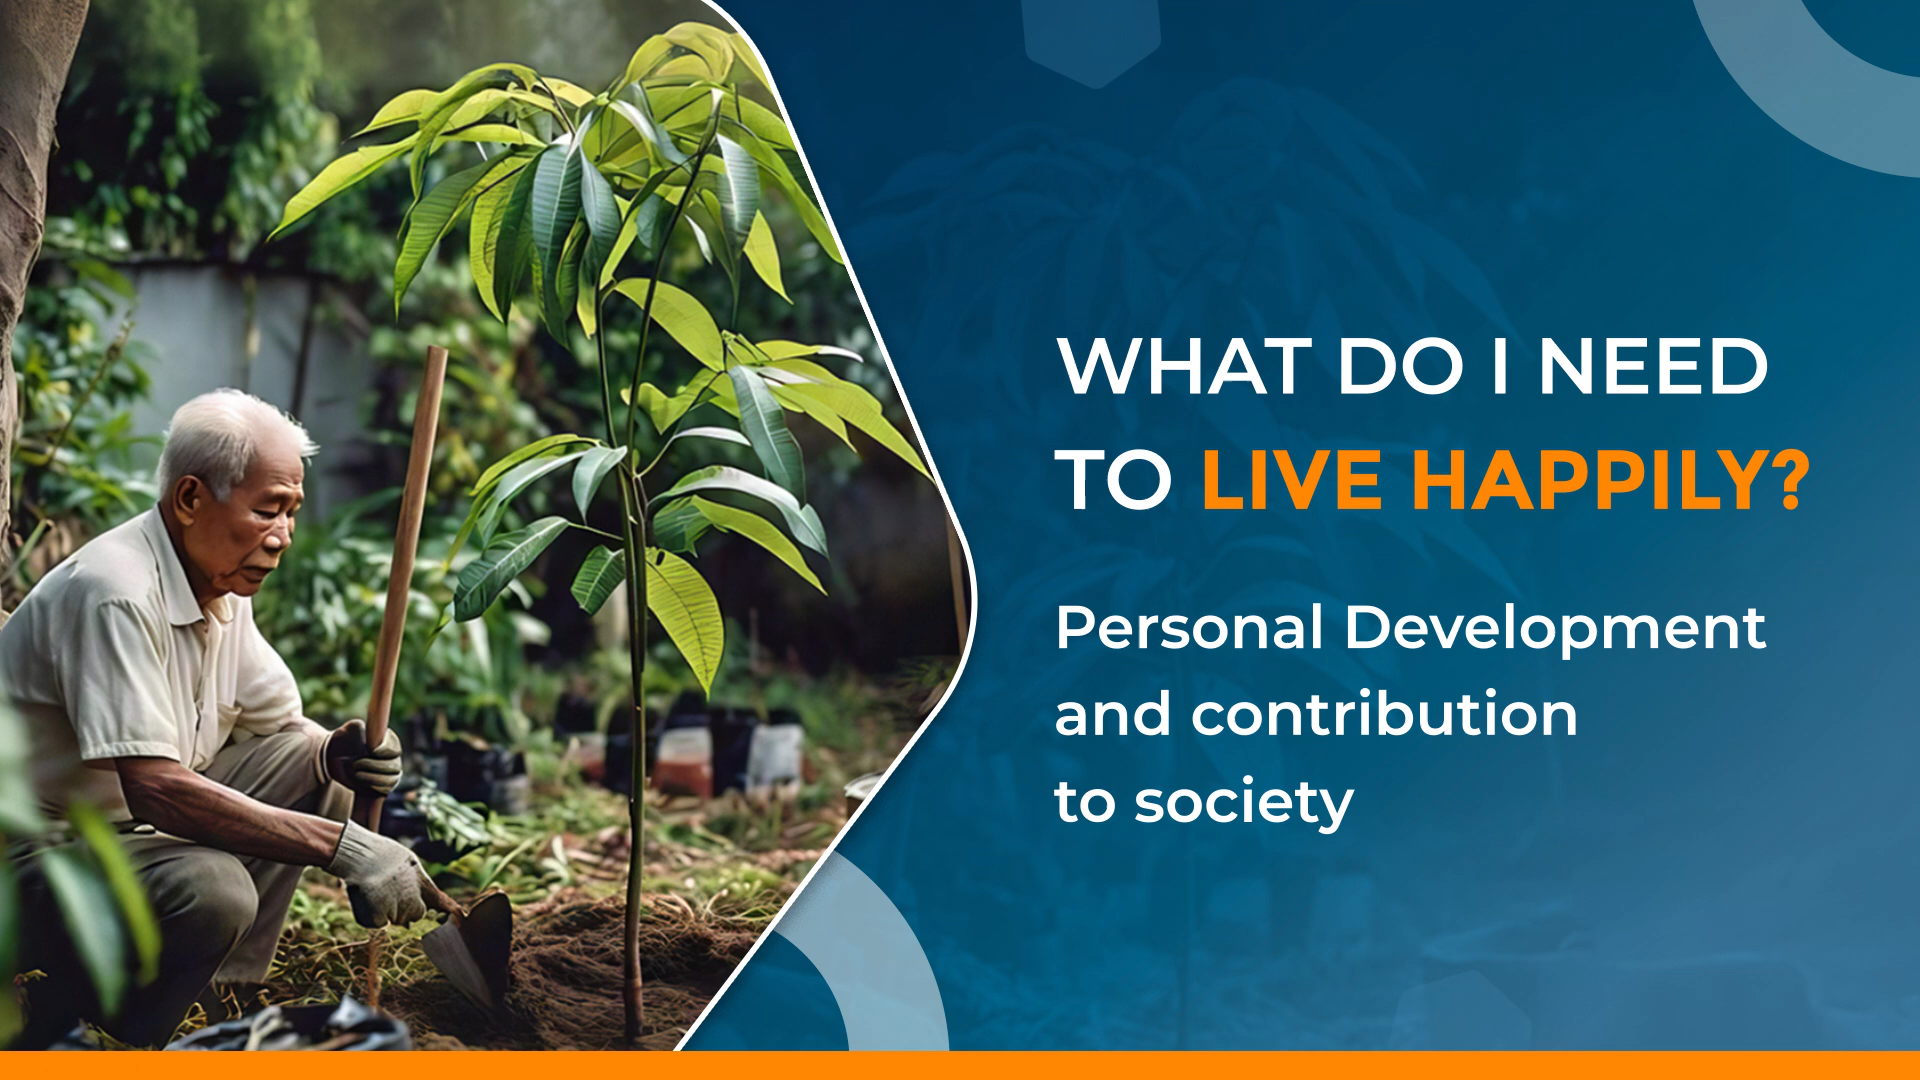 WHAT DO I NEED
TO LIVE HAPPILY?
Personal Development
and contribution
to society